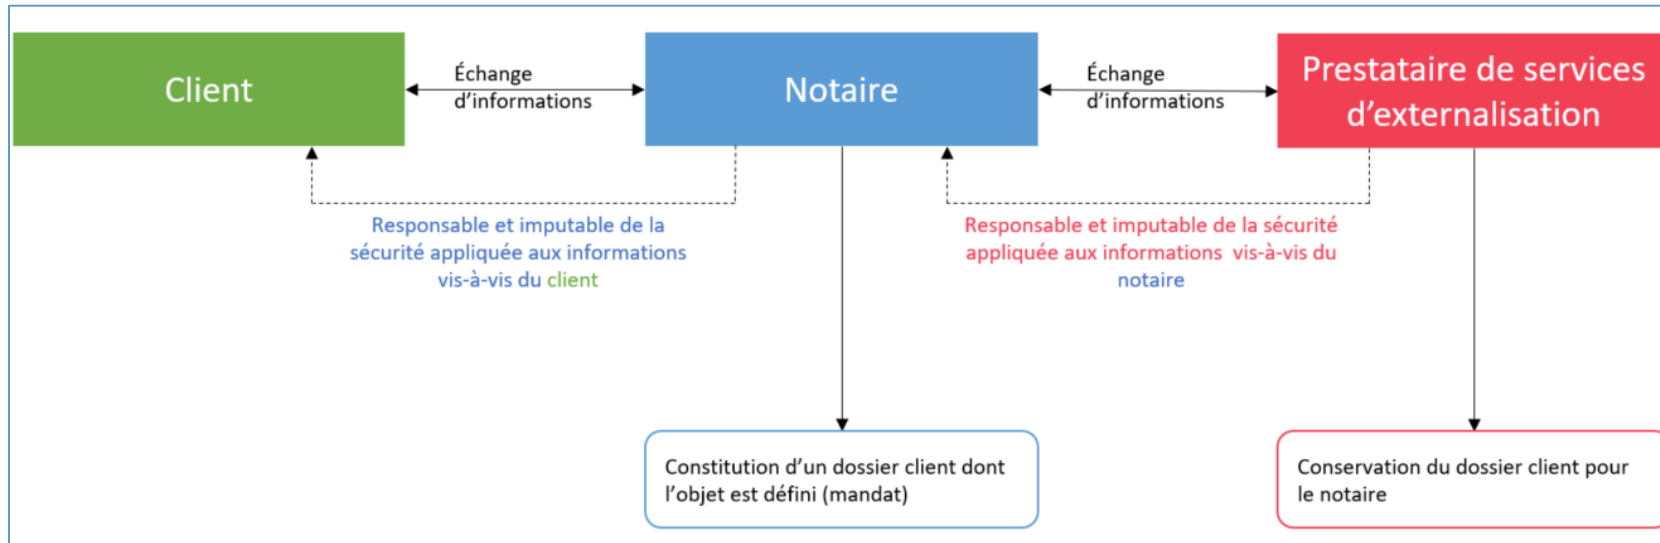 Client
Échange
d’informations
Notaire
Échange
d’informations
Prestataire de services
d’externalisation
Responsable et imputable de la
sécurité appliquée aux informations
vis-à-vis du client
Responsable et imputable de la sécurité
appliquée aux informations  vis-à-vis du
notaire
Constitution d’un dossier client dont
l’objet est défini (mandat)
Conservation du dossier client pour
le notaire